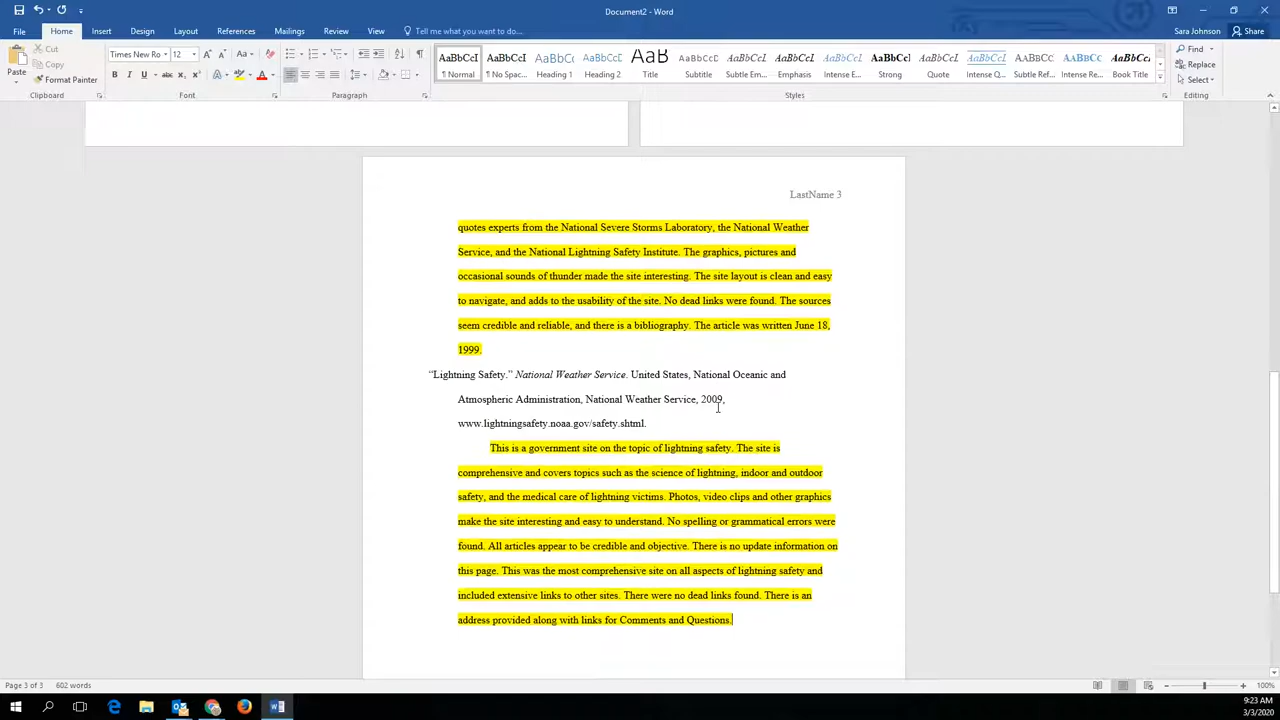 Document2 - Word
Sara Johnson
Share
File
Home
Insert
Design
Layout
References
Mailings
Review
View
Tell me what you want to do...
Paste
Cut
Copy
Format Painter
Clipboard
Times New Ro
12
Font
Paragraph
AaBbCcI
¶ Normal
AaBbCcI
¶ No Spac...
AaBbCc
Heading 1
AaBbCcl
Heading 2
AaB
Title
AaBbCcI
Subtitle
AaBbCcI
Subtle Em...
AaBbCcI
Emphasis
AaBbCcI
Intense E...
AaBbCcI
Strong
AaBbCcI
Quote
AaBbCcI
Intense Q...
AaBbCc
Subtle Ref...
AaBbCc
Intense Re...
AaBbCcI
Book Title
Styles
Find
Replace
Select
Editing
LastName 3
quotes experts from the National Severe Storms Laboratory, the National Weather
Service, and the National Lightning Safety Institute. The graphics, pictures and
occasional sounds of thunder made the site interesting. The site layout is clean and easy
to navigate, and adds to the usability of the site. No dead links were found. The sources
seem credible and reliable, and there is a bibliography. The article was written June 18,
1999.
“Lightning Safety.” National Weather Service. United States, National Oceanic and
Atmospheric Administration, National Weather Service, 2009,
www.lightningsafety.noaa.gov/safety.shtml.
This is a government site on the topic of lightning safety. The site is
comprehensive and covers topics such as the science of lightning, indoor and outdoor
safety, and the medical care of lightning victims. Photos, video clips and other graphics
make the site interesting and easy to understand. No spelling or grammatical errors were
found. All articles appear to be credible and objective. There is no update information on
this page. This was the most comprehensive site on all aspects of lightning safety and
included extensive links to other sites. There were no dead links found. There is an
address provided along with links for Comments and Questions.
Page 3 of 3
602 words
100%
9:23 AM
3/3/2020